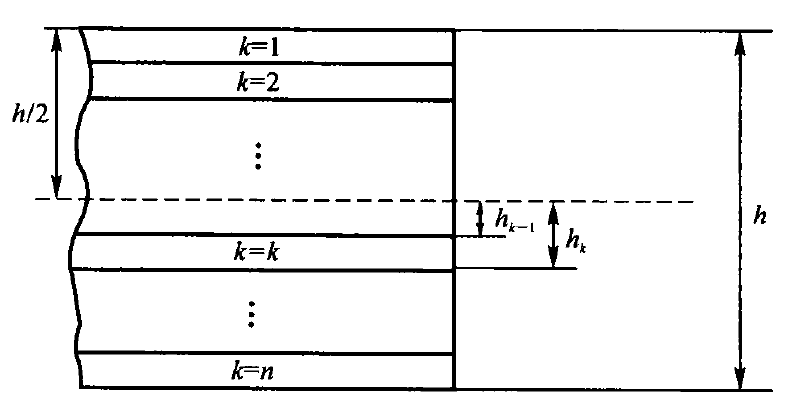 k=1
k=2
h/2
⋮
h_{k-1}
h
h_k
k=k
⋮
k=n